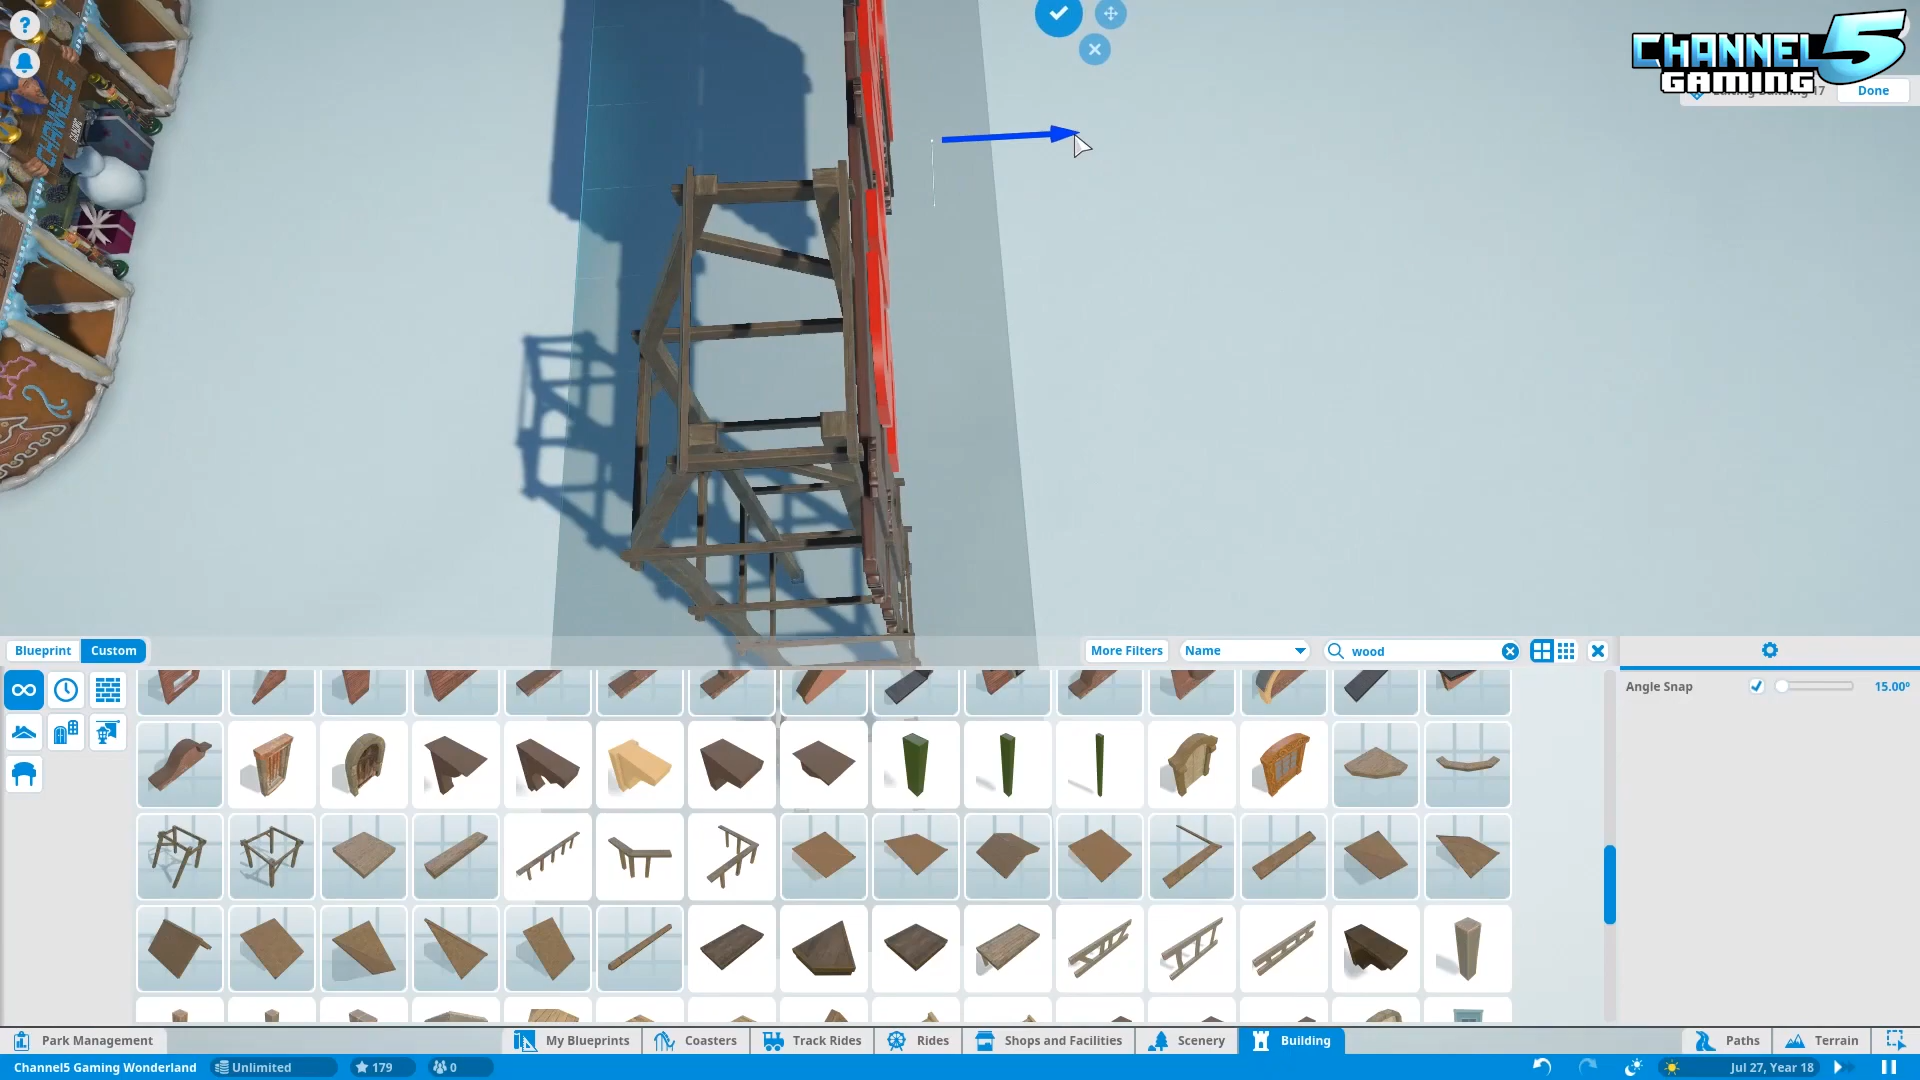 CHANNEL 5
GAMING
Done
CHANNEL 5
Blueprint
Custom
More Filters
Name
wood
Angle Snap
15.00°
Park Management
My Blueprints
Coasters
Track Rides
Rides
Shops and Facilities
Scenery
Building
Paths
Terrain
Channel5 Gaming Wonderland
Unlimited
179
0
Jul 27, Year 18